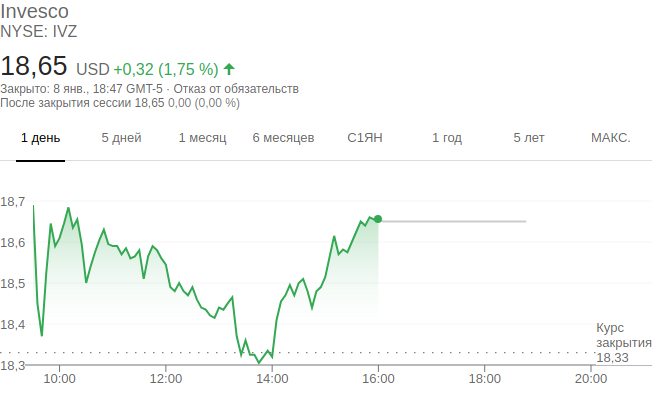 Invesco
NYSE: IVZ
18,65 USD +0,32 (1,75 %)
Закрыто: 8 янв., 18:47 GMT-5 · Отказ от обязательств
После закрытия сессии 18,65 0,00 (0,00 %)
1 день 5 дней 1 месяц 6 месяцев С1ЯН 1 год 5 лет МАКС.
18,7
18,6
18,5
18,4
18,3
Курс
закрытия
18,33
10:00 12:00 14:00 16:00 18:00 20:00